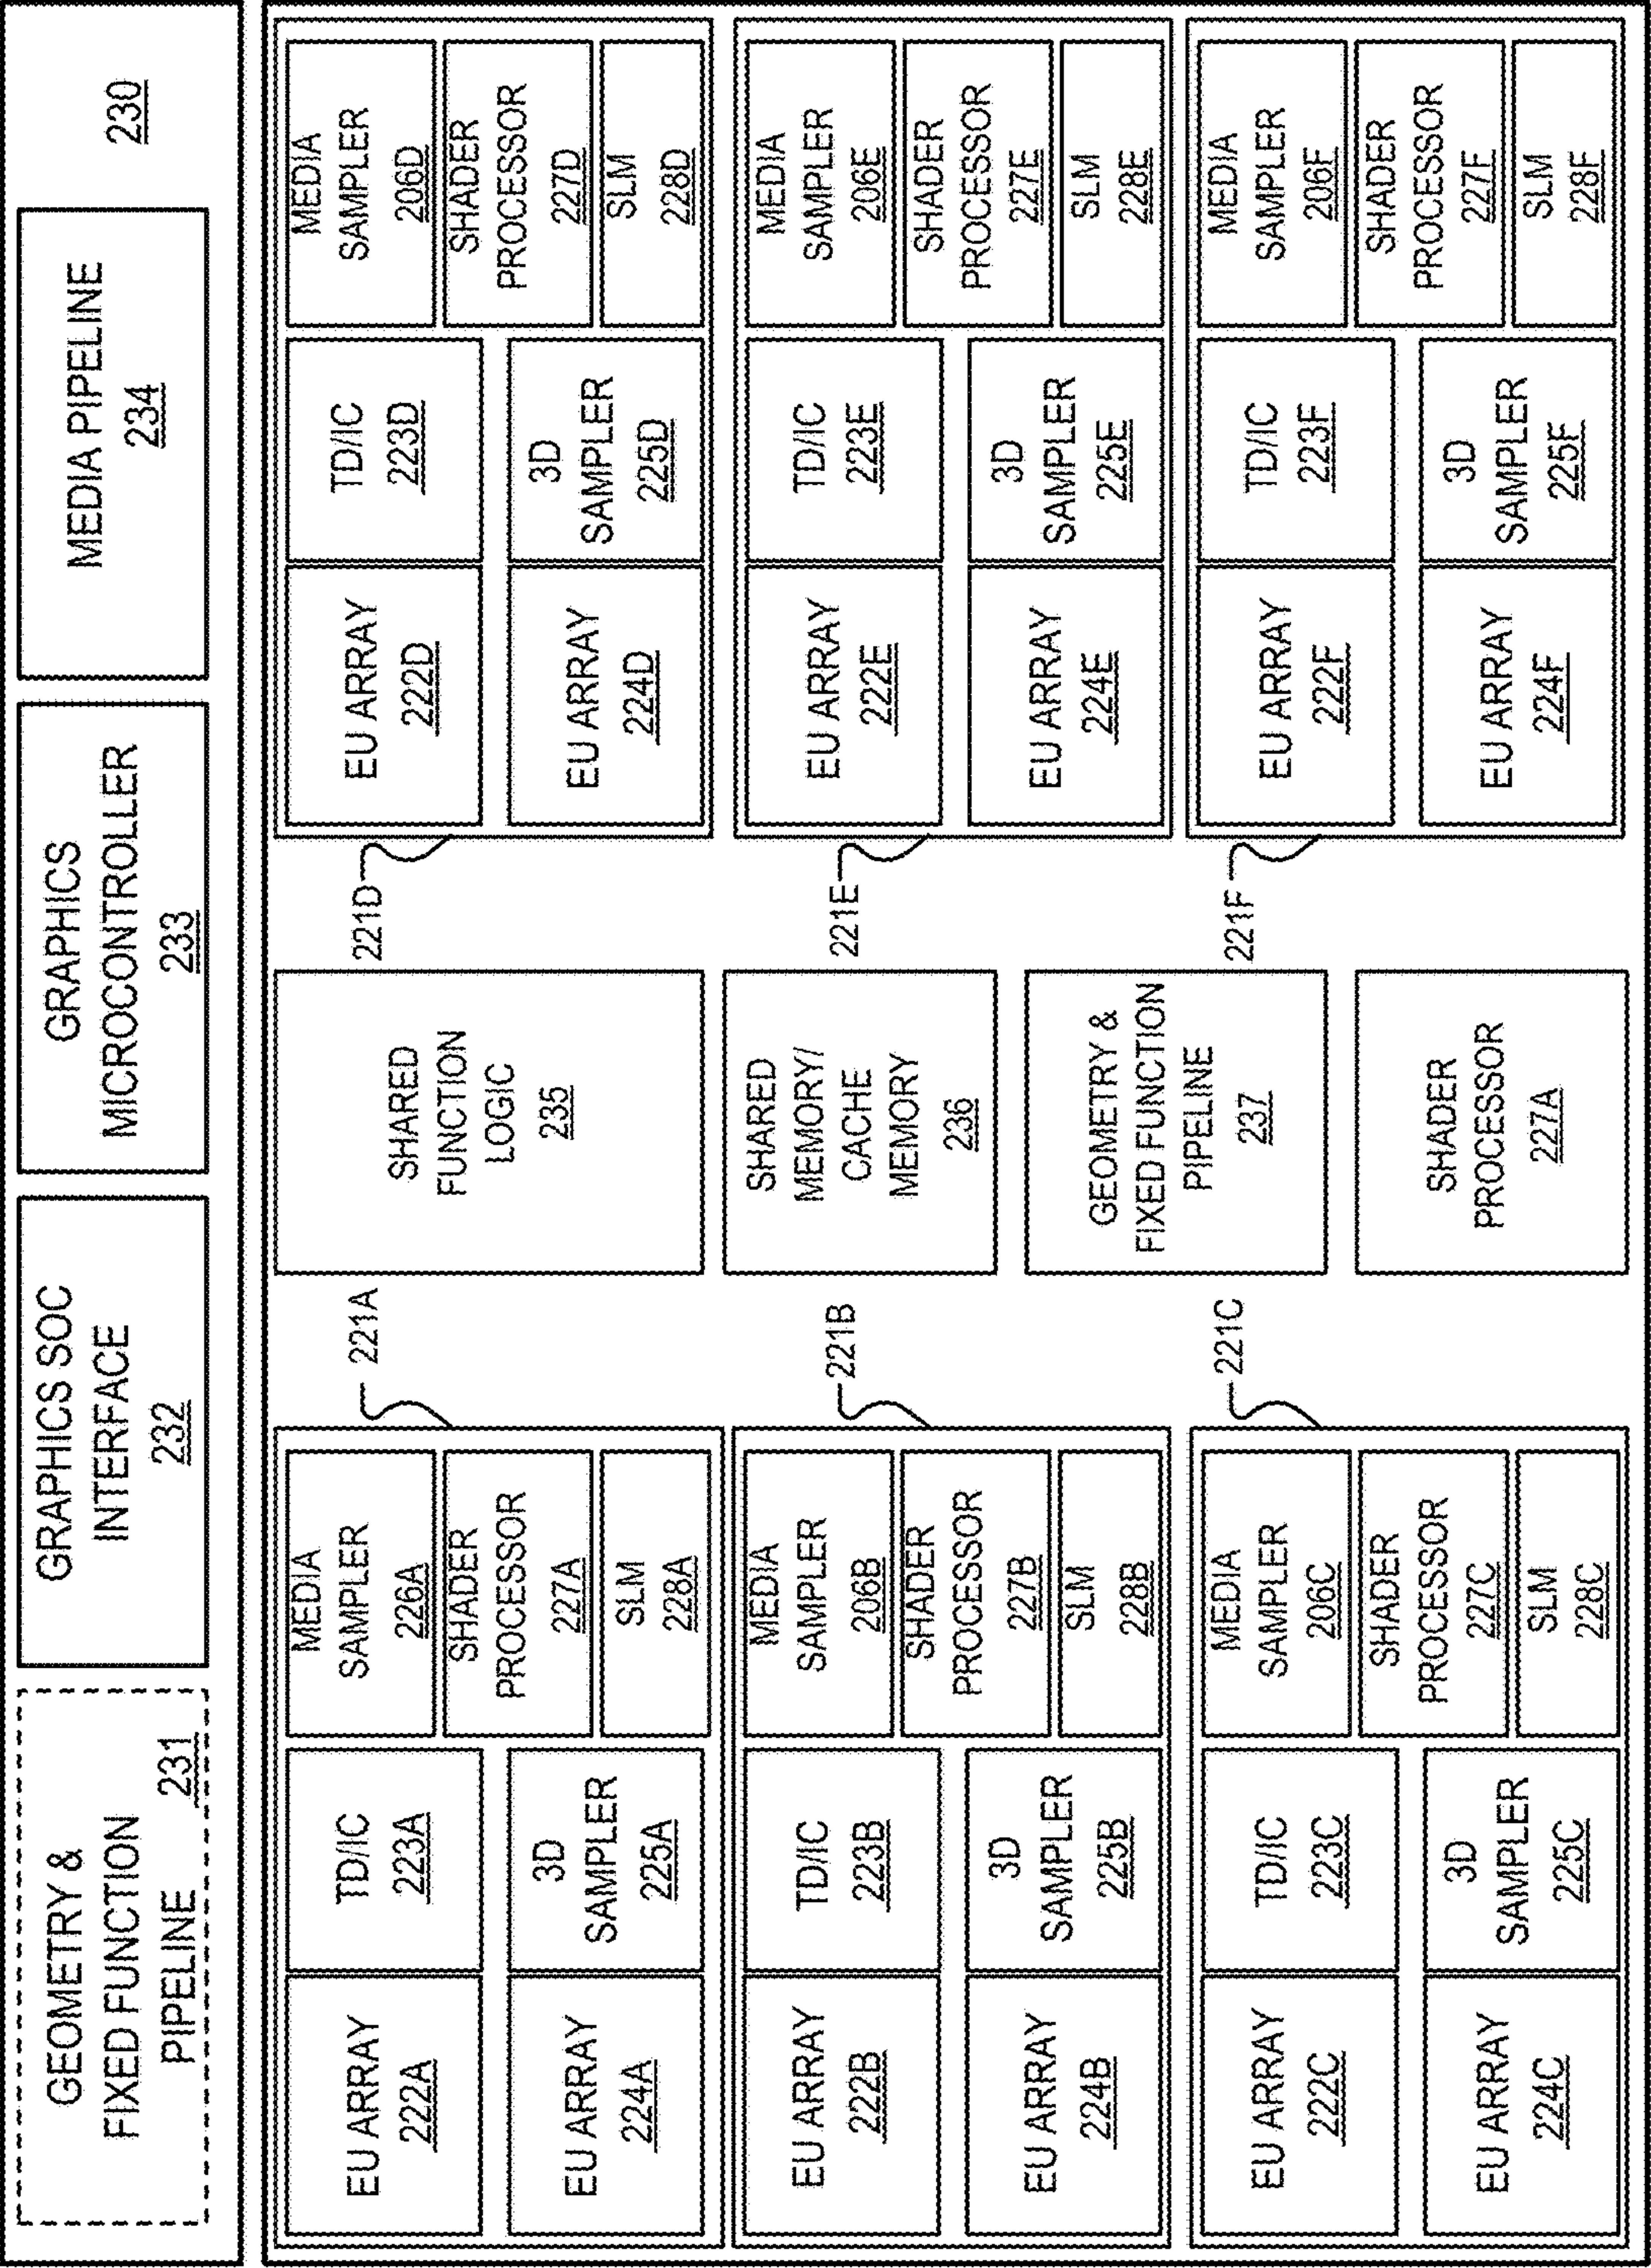 GEOMETRY &
FIXED FUNCTION
PIPELINE 231
GRAPHICS SOC
INTERFACE
232
GRAPHICS
MICROCONTROLLER
233
MEDIA PIPELINE
234
230
EU ARRAY
222A
TD/IC
223A
EU ARRAY
224A
3D
SAMPLER
225A
MEDIA
SAMPLER
226A
SHADER
PROCESSOR
227A
SLM
228A
221A
SHARED
FUNCTION
LOGIC
235
221D
EU ARRAY
222D
TD/IC
223D
EU ARRAY
224D
3D
SAMPLER
225D
MEDIA
SAMPLER
206D
SHADER
PROCESSOR
227D
SLM
228D
EU ARRAY
222B
TD/IC
223B
EU ARRAY
224B
3D
SAMPLER
225B
MEDIA
SAMPLER
206B
SHADER
PROCESSOR
227B
SLM
228B
221B
SHARED
MEMORY/
CACHE
MEMORY
236
221E
EU ARRAY
222E
TD/IC
223E
EU ARRAY
224E
3D
SAMPLER
225E
MEDIA
SAMPLER
206E
SHADER
PROCESSOR
227E
SLM
228E
EU ARRAY
222C
TD/IC
223C
EU ARRAY
224C
3D
SAMPLER
225C
MEDIA
SAMPLER
206C
SHADER
PROCESSOR
227C
SLM
228C
221C
GEOMETRY &
FIXED FUNCTION
PIPELINE
237
SHADER
PROCESSOR
227A
221F
EU ARRAY
222F
TD/IC
223F
EU ARRAY
224F
3D
SAMPLER
225F
MEDIA
SAMPLER
206F
SHADER
PROCESSOR
227F
SLM
228F